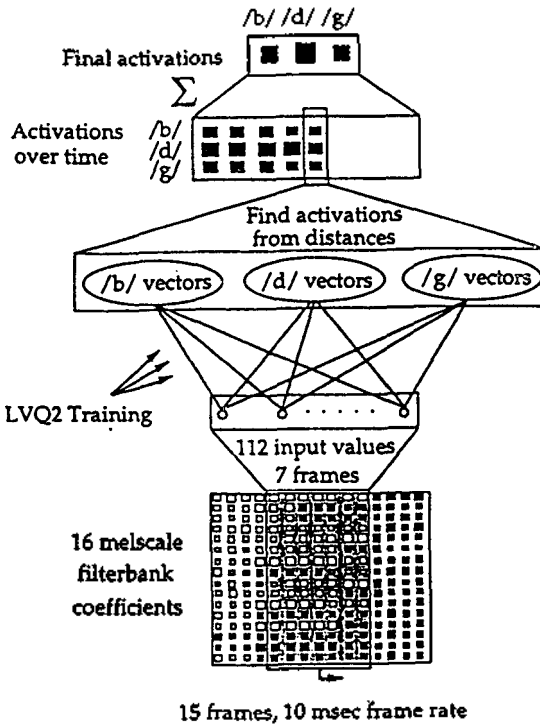 /b/ /d/ /g/
Final activations
Σ
Activations
over time
/b/
/d/
/g/
Find activations
from distances
/b/ vectors
/d/ vectors
/g/ vectors
LVQ2 Training
112 input values
7 frames
16 melscale
filterbank
coefficients
15 frames, 10 msec frame rate